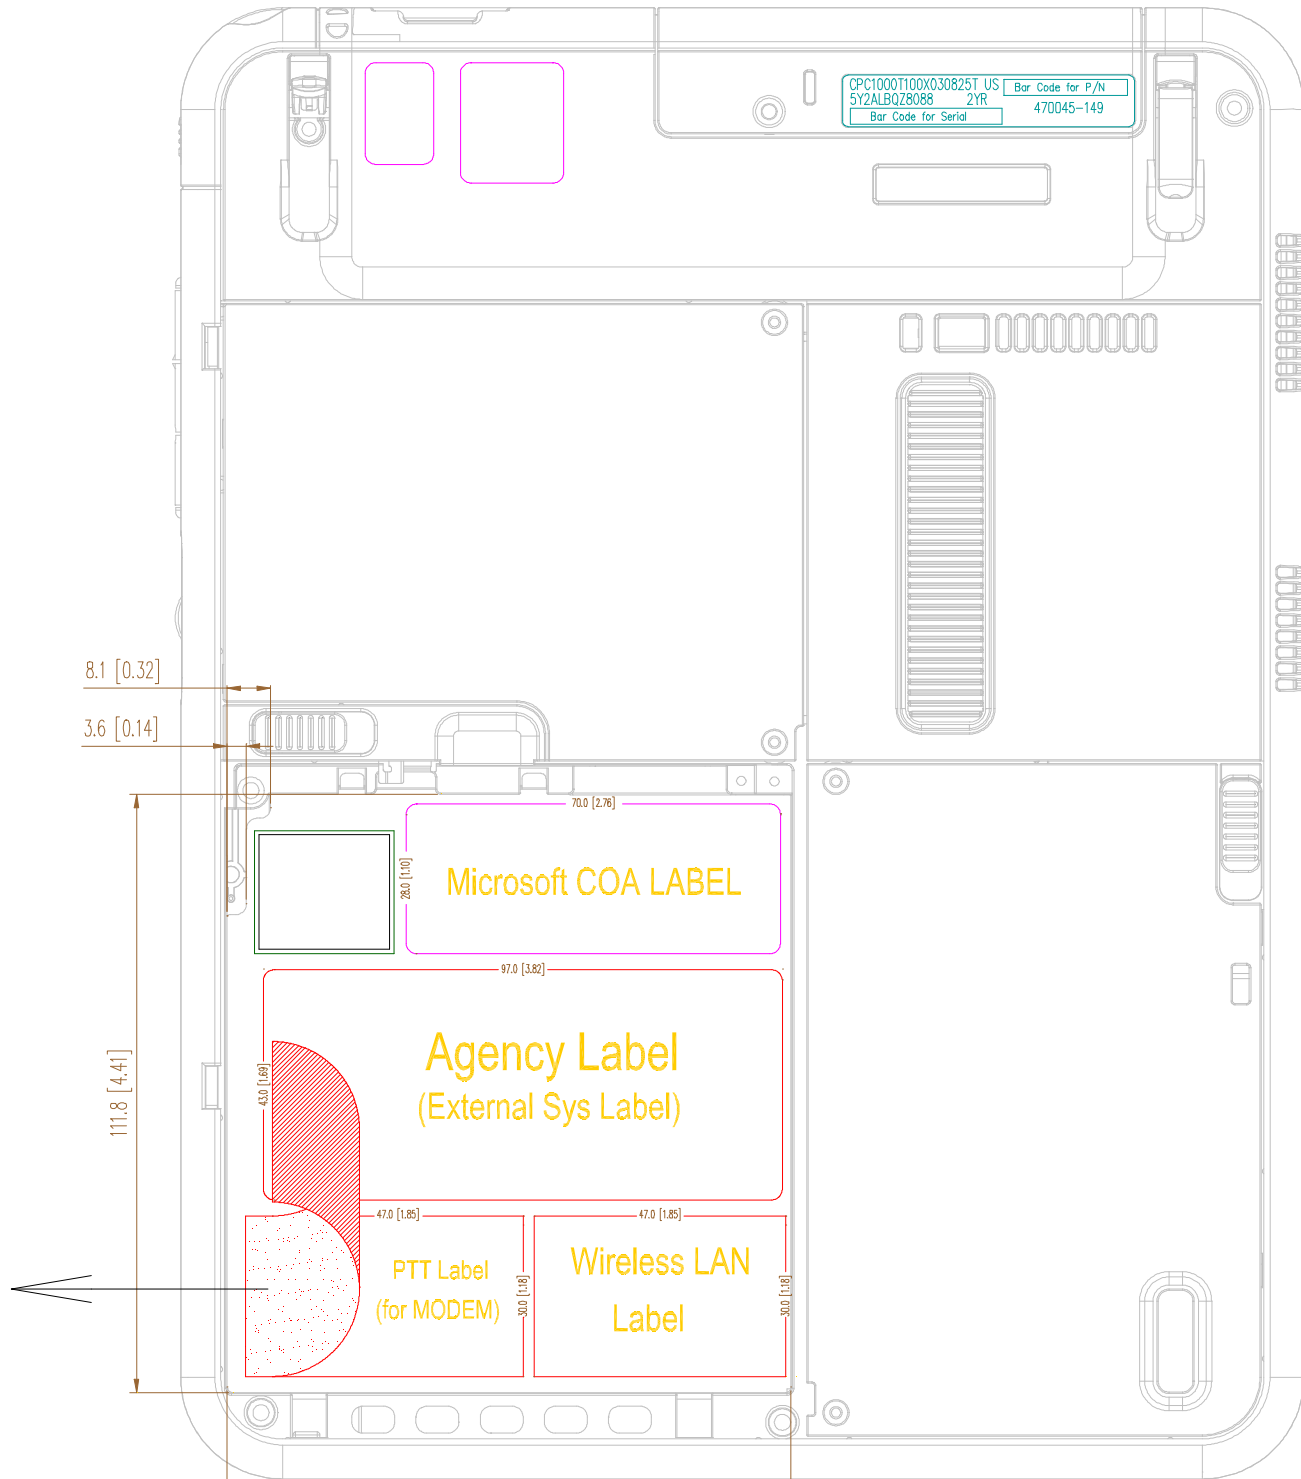 CPC1000T100X030825T US
Bar Code for P/N
5Y2ALBQZ8088 2YR
470045-149
Bar Code for Serial
8.1 [0.32]
3.6 [0.14]
70.0 [2.76]
28.0 [1.10]
Microsoft COA LABEL
97.0 [3.82]
111.8 [4.41]
43.0 [1.69]
Agency Label
(External Sys Label)
47.0 [1.85]
47.0 [1.85]
PTT Label
(for MODEM)
30.0 [1.18]
Wireless LAN
Label
30.0 [1.18]